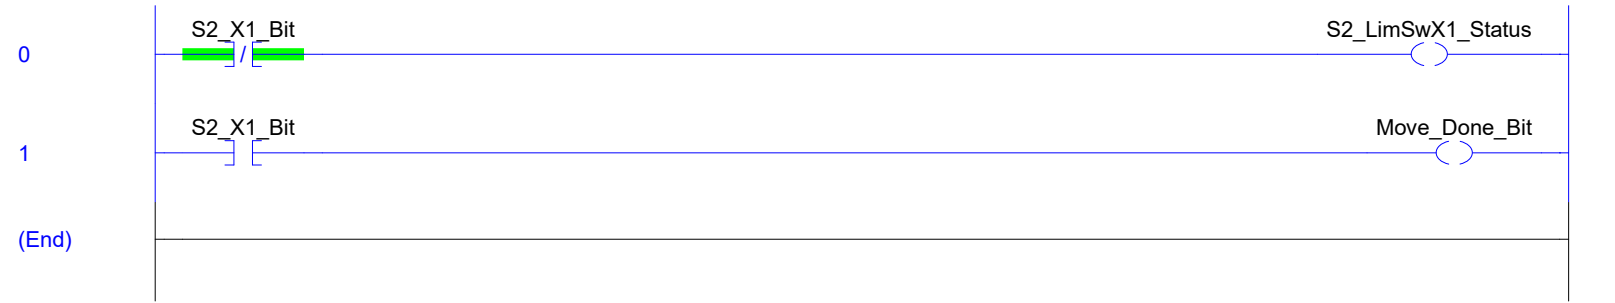 S2_X1_Bit S2_LimSwX1_Status
0 /
S2_X1_Bit Move_Done_Bit
1
(End)